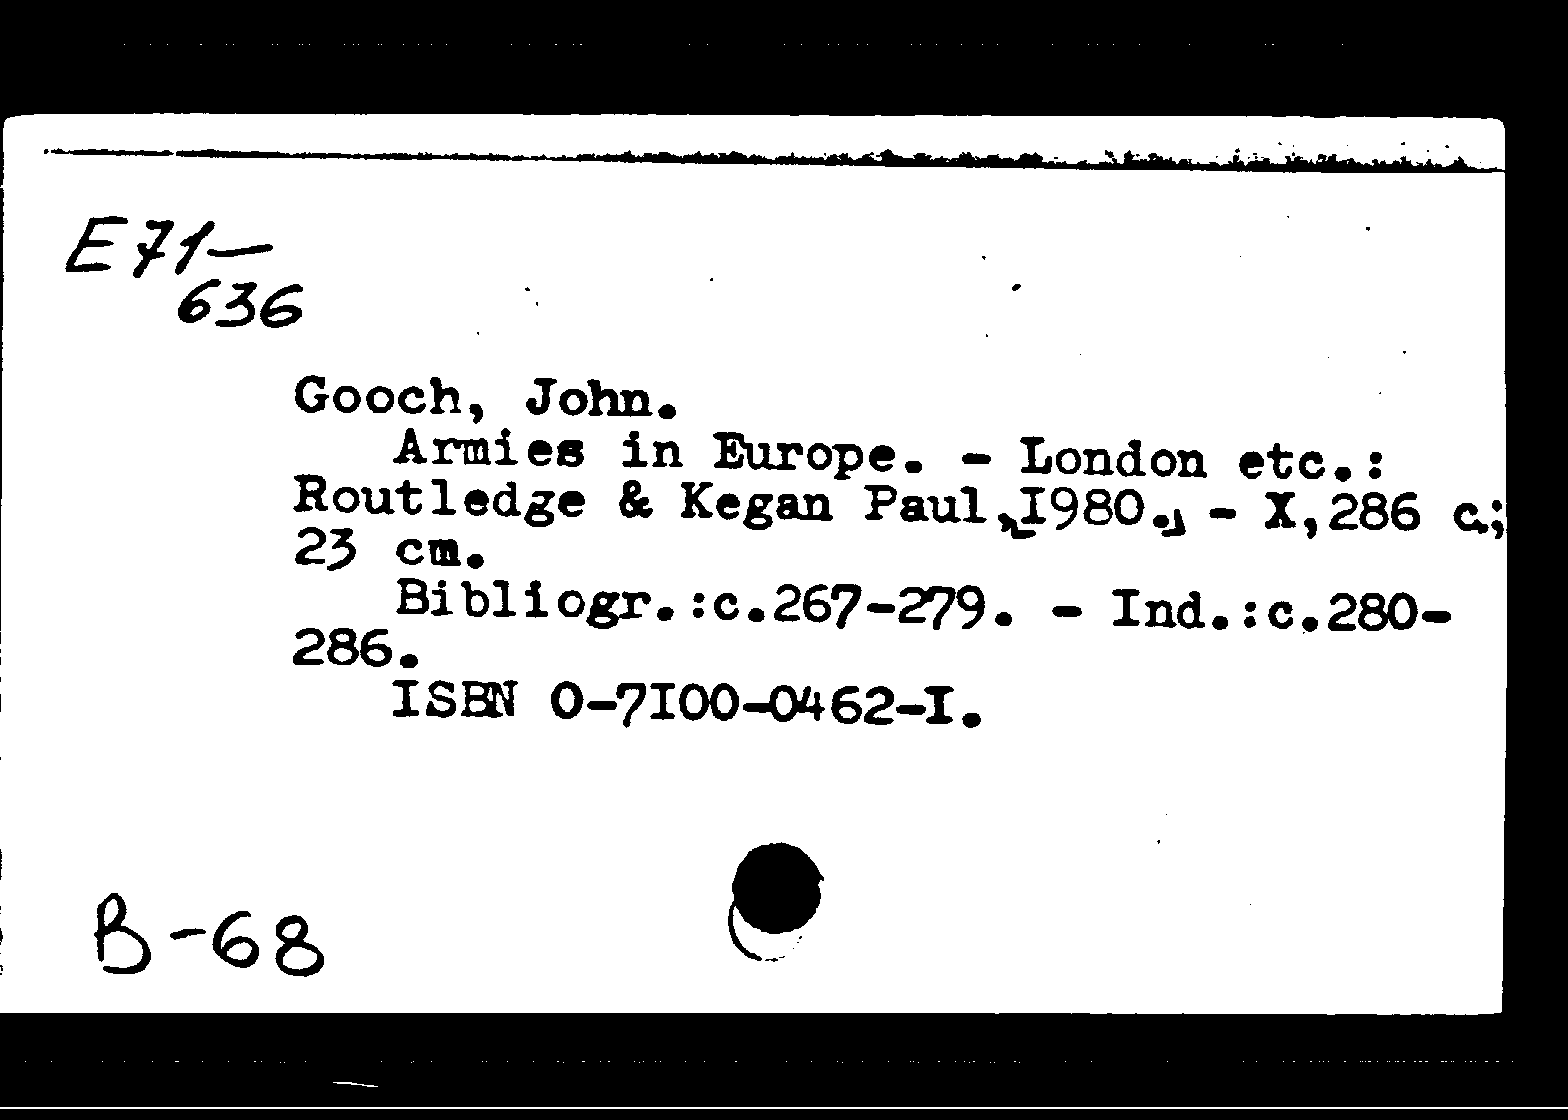 E71-
636
Gooch, John.
Armies in Europe. - London etc.:
Routledge & Kegan Paul, [1980.] - X,286 c.;
23 cm.
Bibliogr.:c.267-279. - Ind.:c.280-
286.
ISBN 0-7I00-0462-I.
B-68